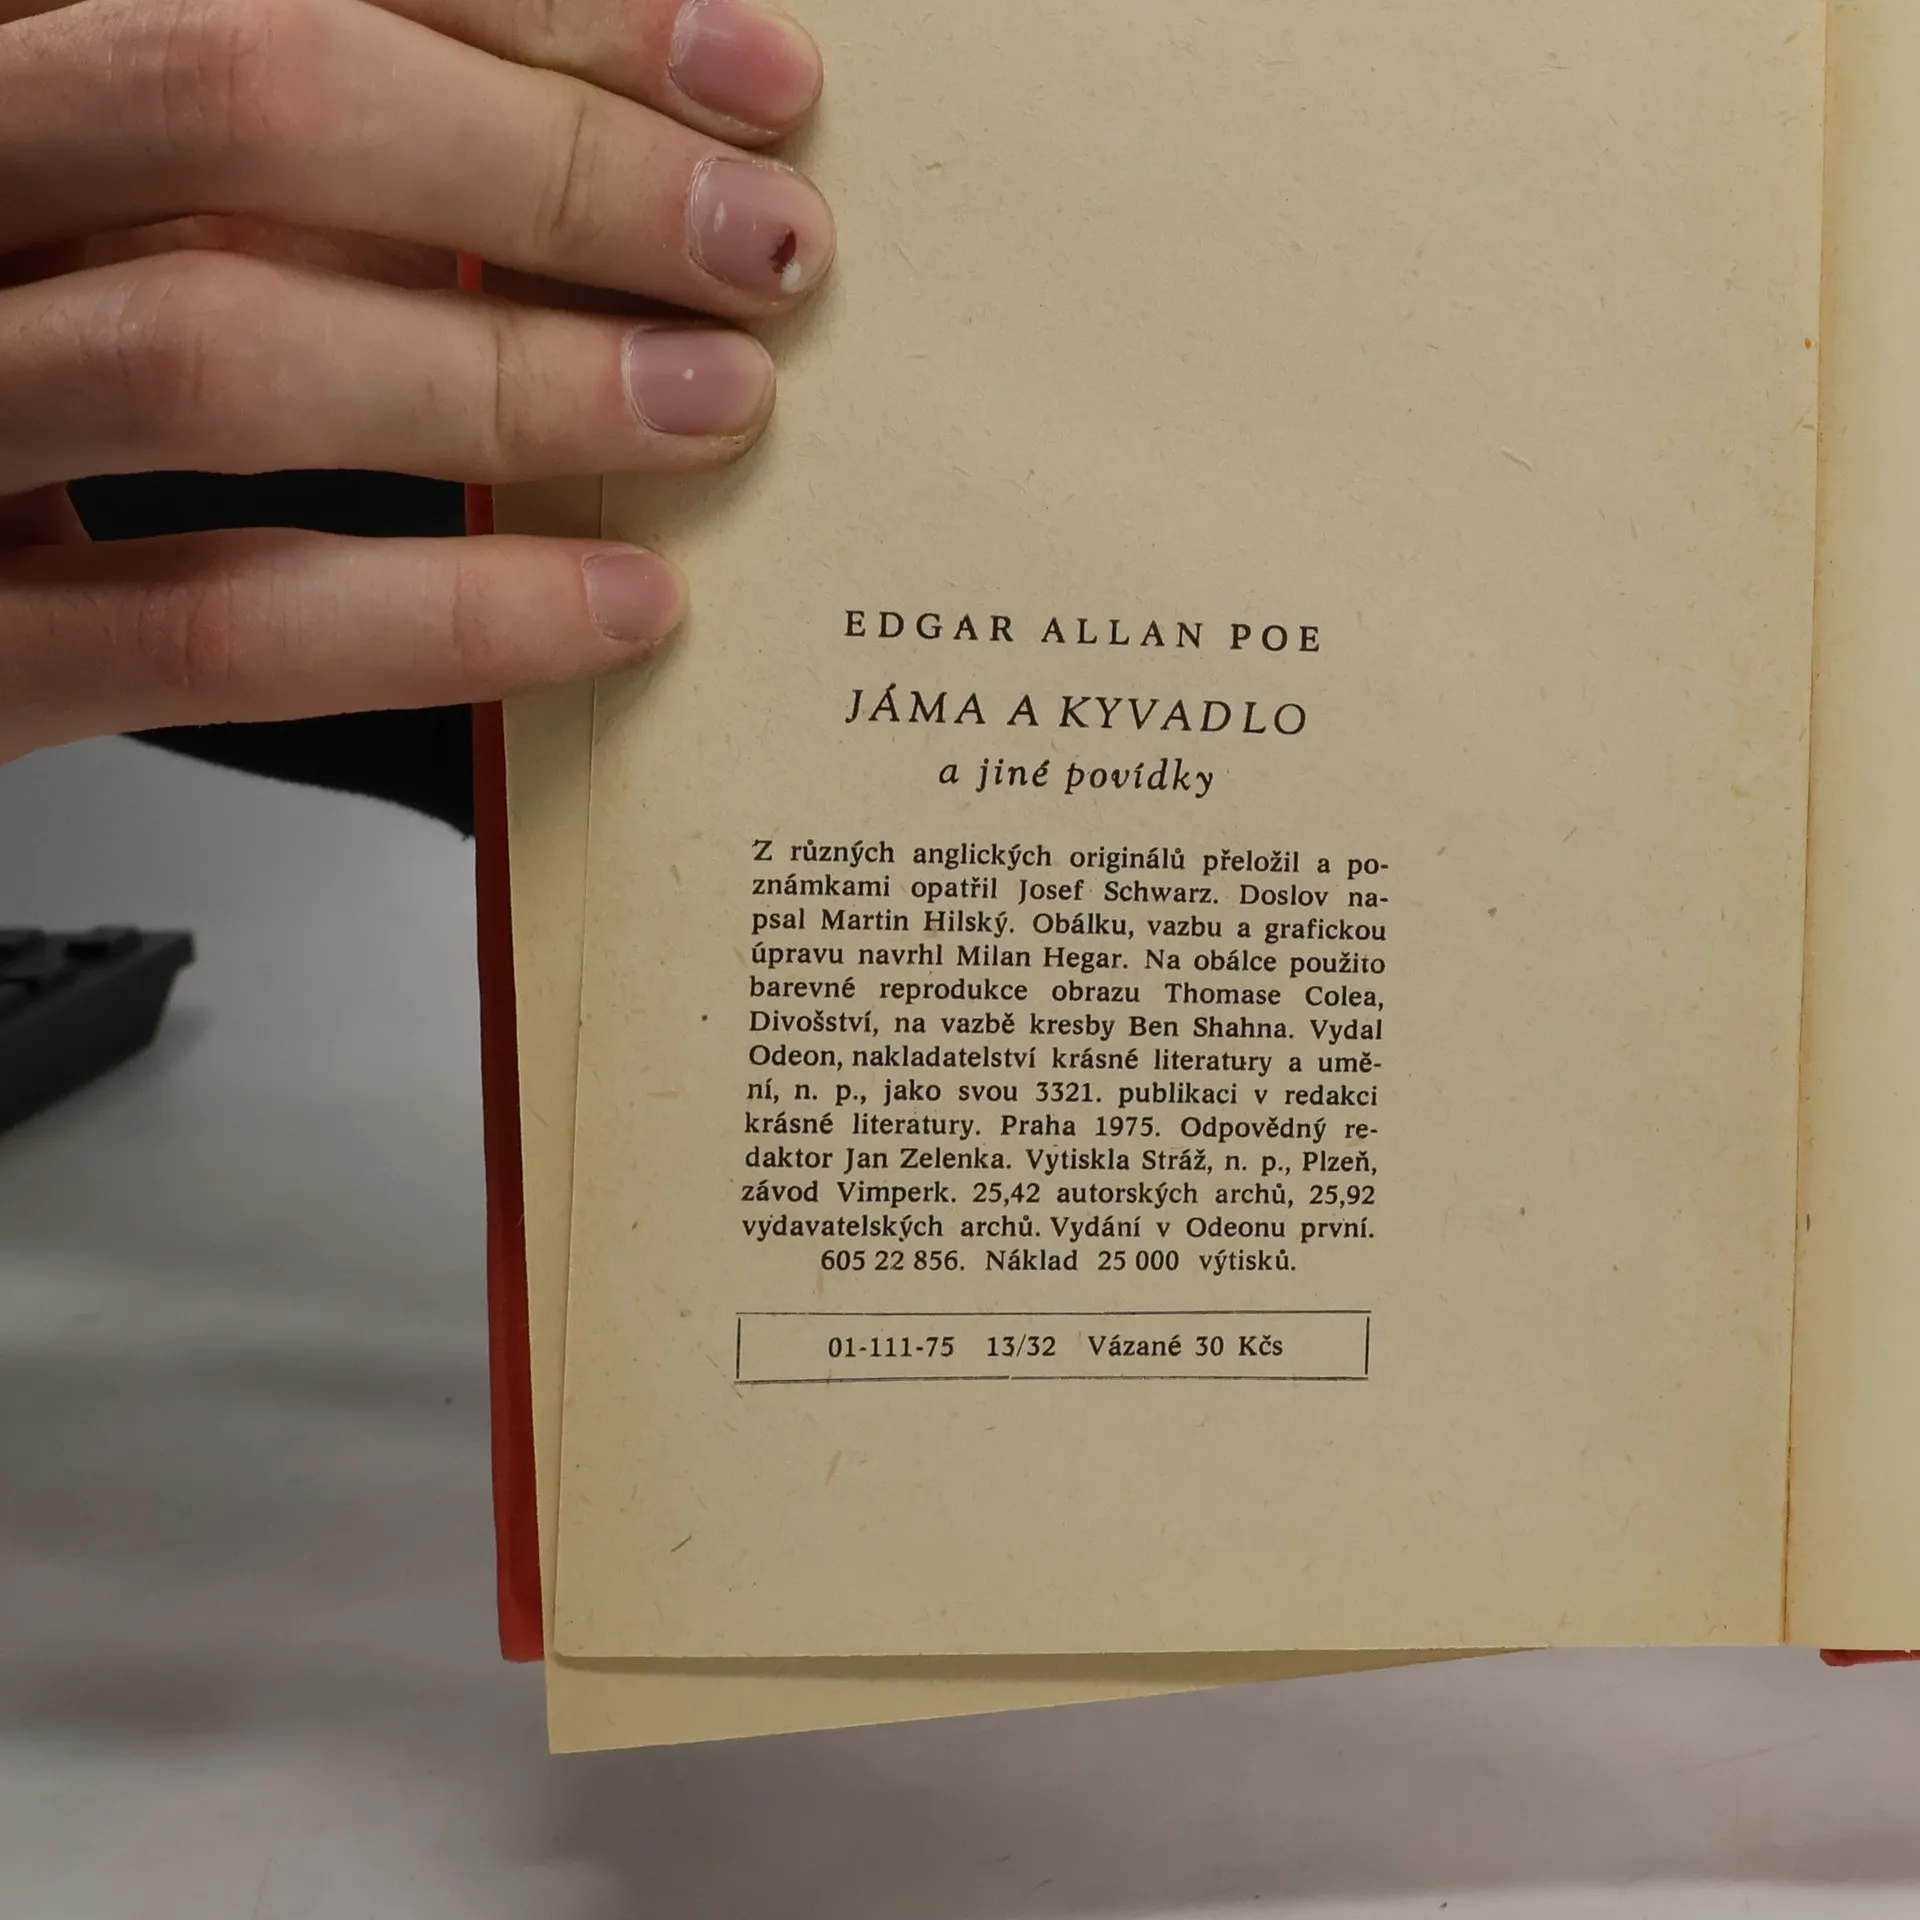 EDGAR ALLAN POE
JÁMA A KYVADLO
a jiné povídky
Z různých anglických originálů přeložil a po-
známkami opatřil Josef Schwarz. Doslov na-
psal Martin Hilský. Obálku, vazbu a grafickou
úpravu navrhl Milan Hegar. Na obálce použito
barevné reprodukce obrazu Thomase Colea,
Divošství, na vazbě kresby Ben Shahna. Vydal
Odeon, nakladatelství krásné literatury a umě-
ní, n. p., jako svou 3321. publikaci v redakci
krásné literatury. Praha 1975. Odpovědný re-
daktor Jan Zelenka. Vytiskla Stráž, n. p., Plzeň,
závod Vimperk. 25,42 autorských archů, 25,92
vydavatelských archů. Vydání v Odeonu první.
605 22 856. Náklad 25 000 výtisků.
01-111-75 13/32 Vázané 30 Kčs